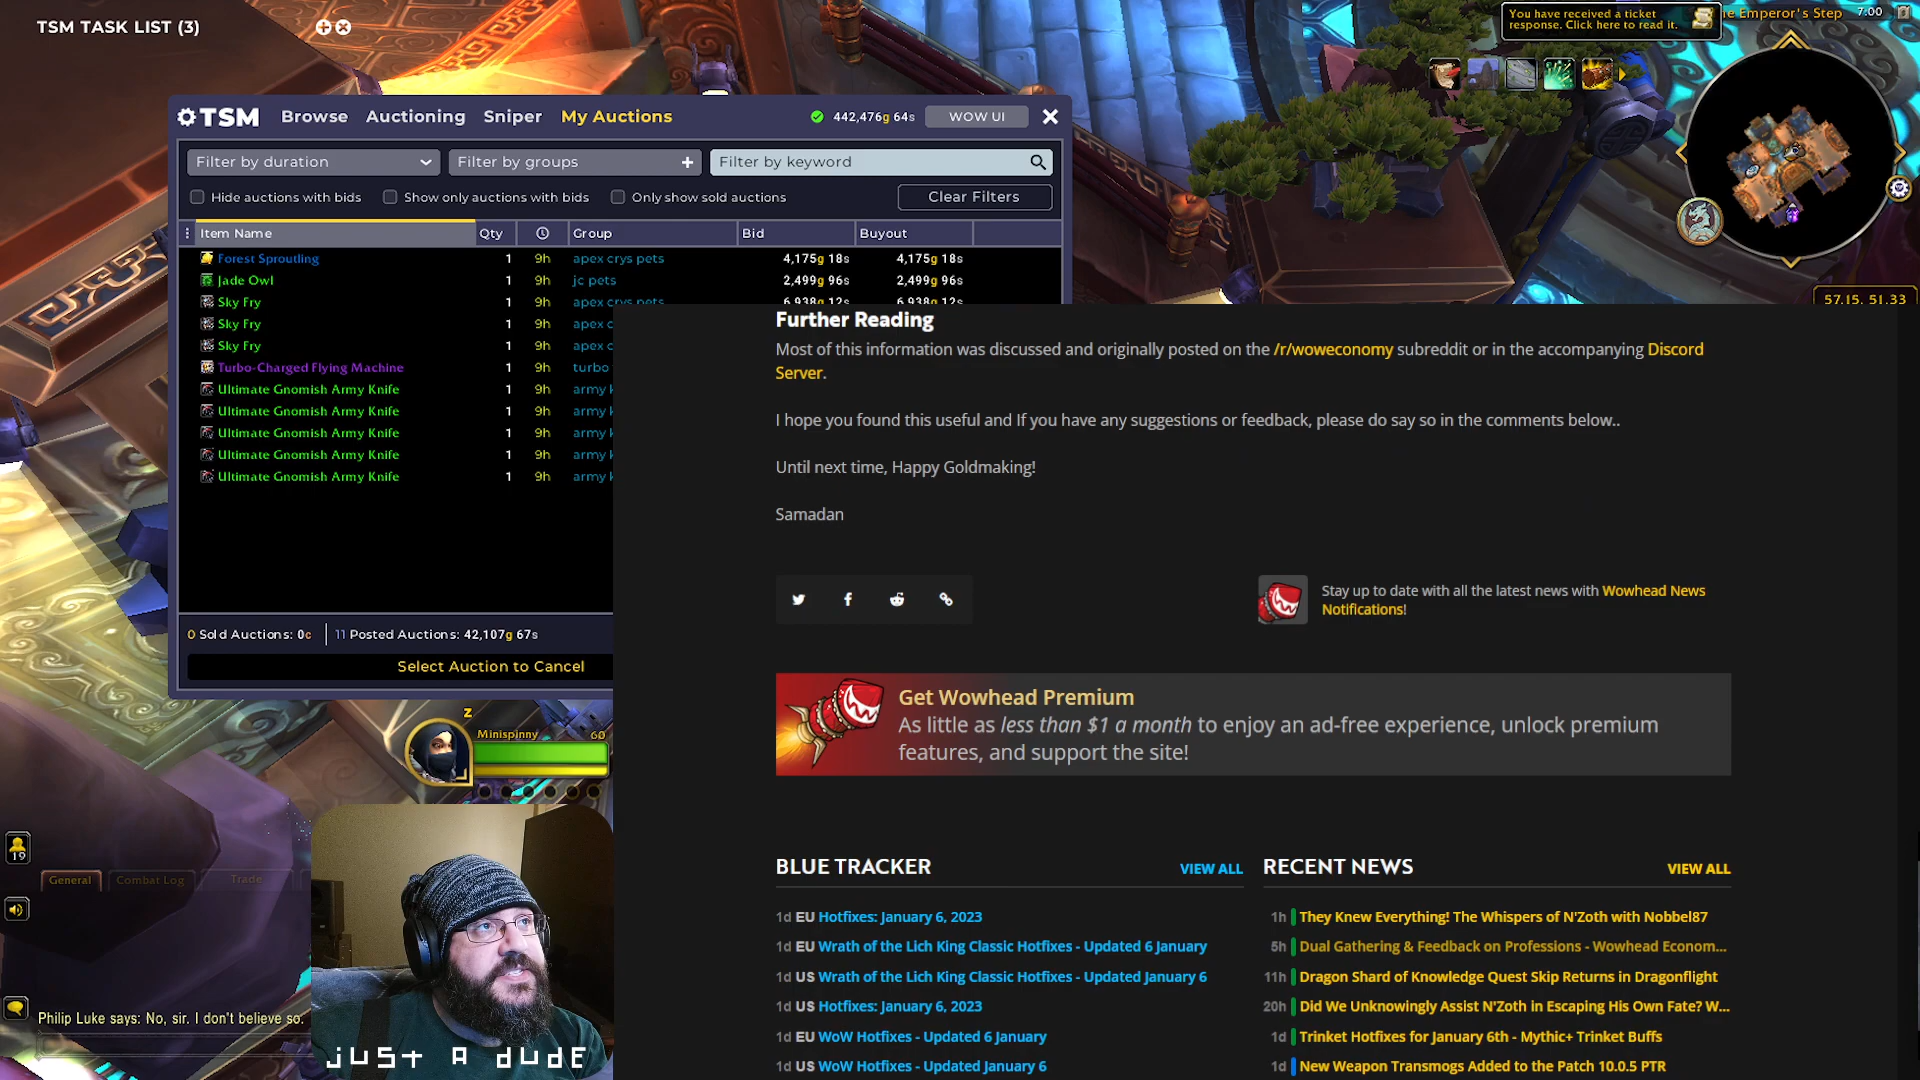 TSM TASK LIST (3)
You have received a ticket
response. Click here to read it.
e Emperor's Step
7:00
57.15, 51.33
TSM Browse Auctioning Sniper My Auctions
442,476g 64s
WOW UI
Filter by duration
Filter by groups
Filter by keyword
Hide auctions with bids
Show only auctions with bids
Only show sold auctions
Clear Filters
Item Name Qty Group Bid Buyout
Forest Sproutling 1 9h apex crys pets 4,175g 18s 4,175g 18s
Jade Owl 1 9h jc pets 2,499g 96s 2,499g 96s
Sky Fry 1 9h apex crys pets 6,938g 12s 6,938g 12s
Sky Fry 1 9h apex c
Sky Fry 1 9h apex c
Turbo-Charged Flying Machine 1 9h turbo
Ultimate Gnomish Army Knife 1 9h army k
Ultimate Gnomish Army Knife 1 9h army k
Ultimate Gnomish Army Knife 1 9h army k
Ultimate Gnomish Army Knife 1 9h army k
Ultimate Gnomish Army Knife 1 9h army k
0 Sold Auctions: 0c
11 Posted Auctions: 42,107g 67s
Select Auction to Cancel
Z
Minispinny 60
19
General Combat Log Trade
Philip Luke says: No, sir. I don't believe so.
JUST A DUDE
Further Reading
Most of this information was discussed and originally posted on the /r/woweconomy subreddit or in the accompanying Discord
Server.
I hope you found this useful and If you have any suggestions or feedback, please do say so in the comments below..
Until next time, Happy Goldmaking!
Samadan
Stay up to date with all the latest news with Wowhead News
Notifications!
Get Wowhead Premium
As little as less than $1 a month to enjoy an ad-free experience, unlock premium
features, and support the site!
BLUE TRACKER VIEW ALL
1d EU Hotfixes: January 6, 2023
1d EU Wrath of the Lich King Classic Hotfixes - Updated 6 January
1d US Wrath of the Lich King Classic Hotfixes - Updated January 6
1d US Hotfixes: January 6, 2023
1d EU WoW Hotfixes - Updated 6 January
1d US WoW Hotfixes - Updated January 6
RECENT NEWS VIEW ALL
1h They Knew Everything! The Whispers of N'Zoth with Nobbel87
5h Dual Gathering & Feedback on Professions - Wowhead Econom...
11h Dragon Shard of Knowledge Quest Skip Returns in Dragonflight
20h Did We Unknowingly Assist N'Zoth in Escaping His Own Fate? W...
1d Trinket Hotfixes for January 6th - Mythic+ Trinket Buffs
1d New Weapon Transmogs Added to the Patch 10.0.5 PTR